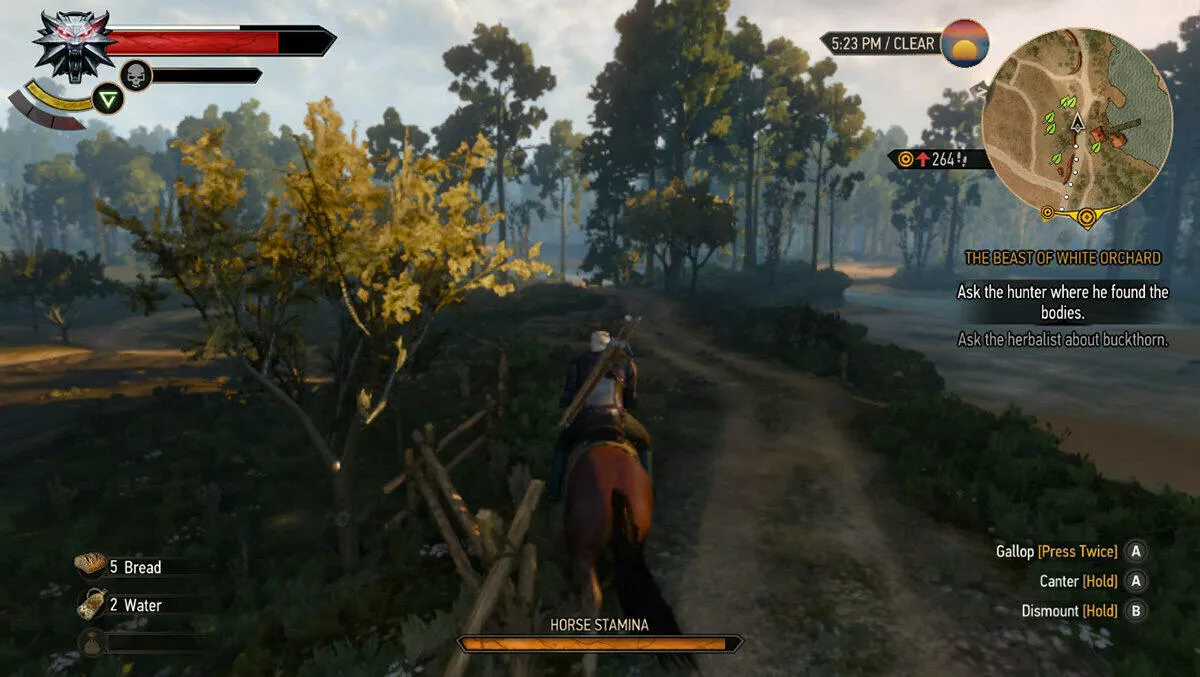 5:23 PM / CLEAR
264
THE BEAST OF WHITE ORCHARD
Ask the hunter where he found the
bodies.
Ask the herbalist about buckthorn.
5 Bread
2 Water
Gallop [Press Twice] A
Canter [Hold] A
Dismount [Hold] B
HORSE STAMINA